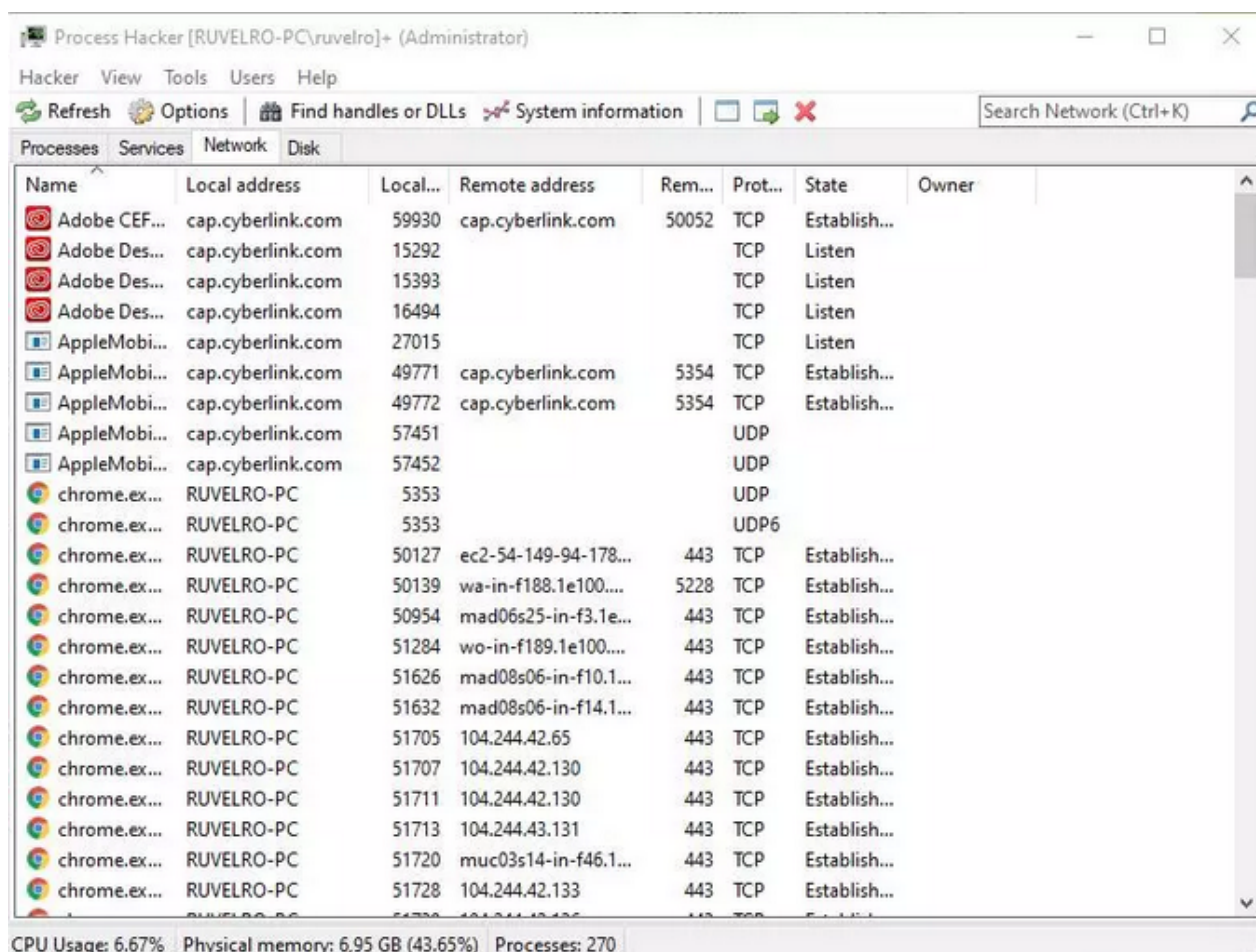 Process Hacker [RUVELRO-PC\ruvelro]+ (Administrator)
Hacker View Tools Users Help
Refresh Options Find handles or DLLs System information Search Network (Ctrl+K)
Processes Services Network Disk
Name Local address Local... Remote address Rem... Prot... State Owner
Adobe CEF... cap.cyberlink.com 59930 cap.cyberlink.com 50052 TCP Establish...
Adobe Des... cap.cyberlink.com 15292 TCP Listen
Adobe Des... cap.cyberlink.com 15393 TCP Listen
Adobe Des... cap.cyberlink.com 16494 TCP Listen
AppleMobi... cap.cyberlink.com 27015 TCP Listen
AppleMobi... cap.cyberlink.com 49771 cap.cyberlink.com 5354 TCP Establish...
AppleMobi... cap.cyberlink.com 49772 cap.cyberlink.com 5354 TCP Establish...
AppleMobi... cap.cyberlink.com 57451 UDP
AppleMobi... cap.cyberlink.com 57452 UDP
chrome.ex... RUVELRO-PC 5353 UDP
chrome.ex... RUVELRO-PC 5353 UDP6
chrome.ex... RUVELRO-PC 50127 ec2-54-149-94-178... 443 TCP Establish...
chrome.ex... RUVELRO-PC 50139 wa-in-f188.1e100.... 5228 TCP Establish...
chrome.ex... RUVELRO-PC 50954 mad06s25-in-f3.1e... 443 TCP Establish...
chrome.ex... RUVELRO-PC 51284 wo-in-f189.1e100.... 443 TCP Establish...
chrome.ex... RUVELRO-PC 51626 mad08s06-in-f10.1... 443 TCP Establish...
chrome.ex... RUVELRO-PC 51632 mad08s06-in-f14.1... 443 TCP Establish...
chrome.ex... RUVELRO-PC 51705 104.244.42.65 443 TCP Establish...
chrome.ex... RUVELRO-PC 51707 104.244.42.130 443 TCP Establish...
chrome.ex... RUVELRO-PC 51711 104.244.42.130 443 TCP Establish...
chrome.ex... RUVELRO-PC 51713 104.244.43.131 443 TCP Establish...
chrome.ex... RUVELRO-PC 51720 muc03s14-in-f46.1... 443 TCP Establish...
chrome.ex... RUVELRO-PC 51728 104.244.42.133 443 TCP Establish...
CPU Usage: 6.67% Physical memory: 6.95 GB (43.65%) Processes: 270